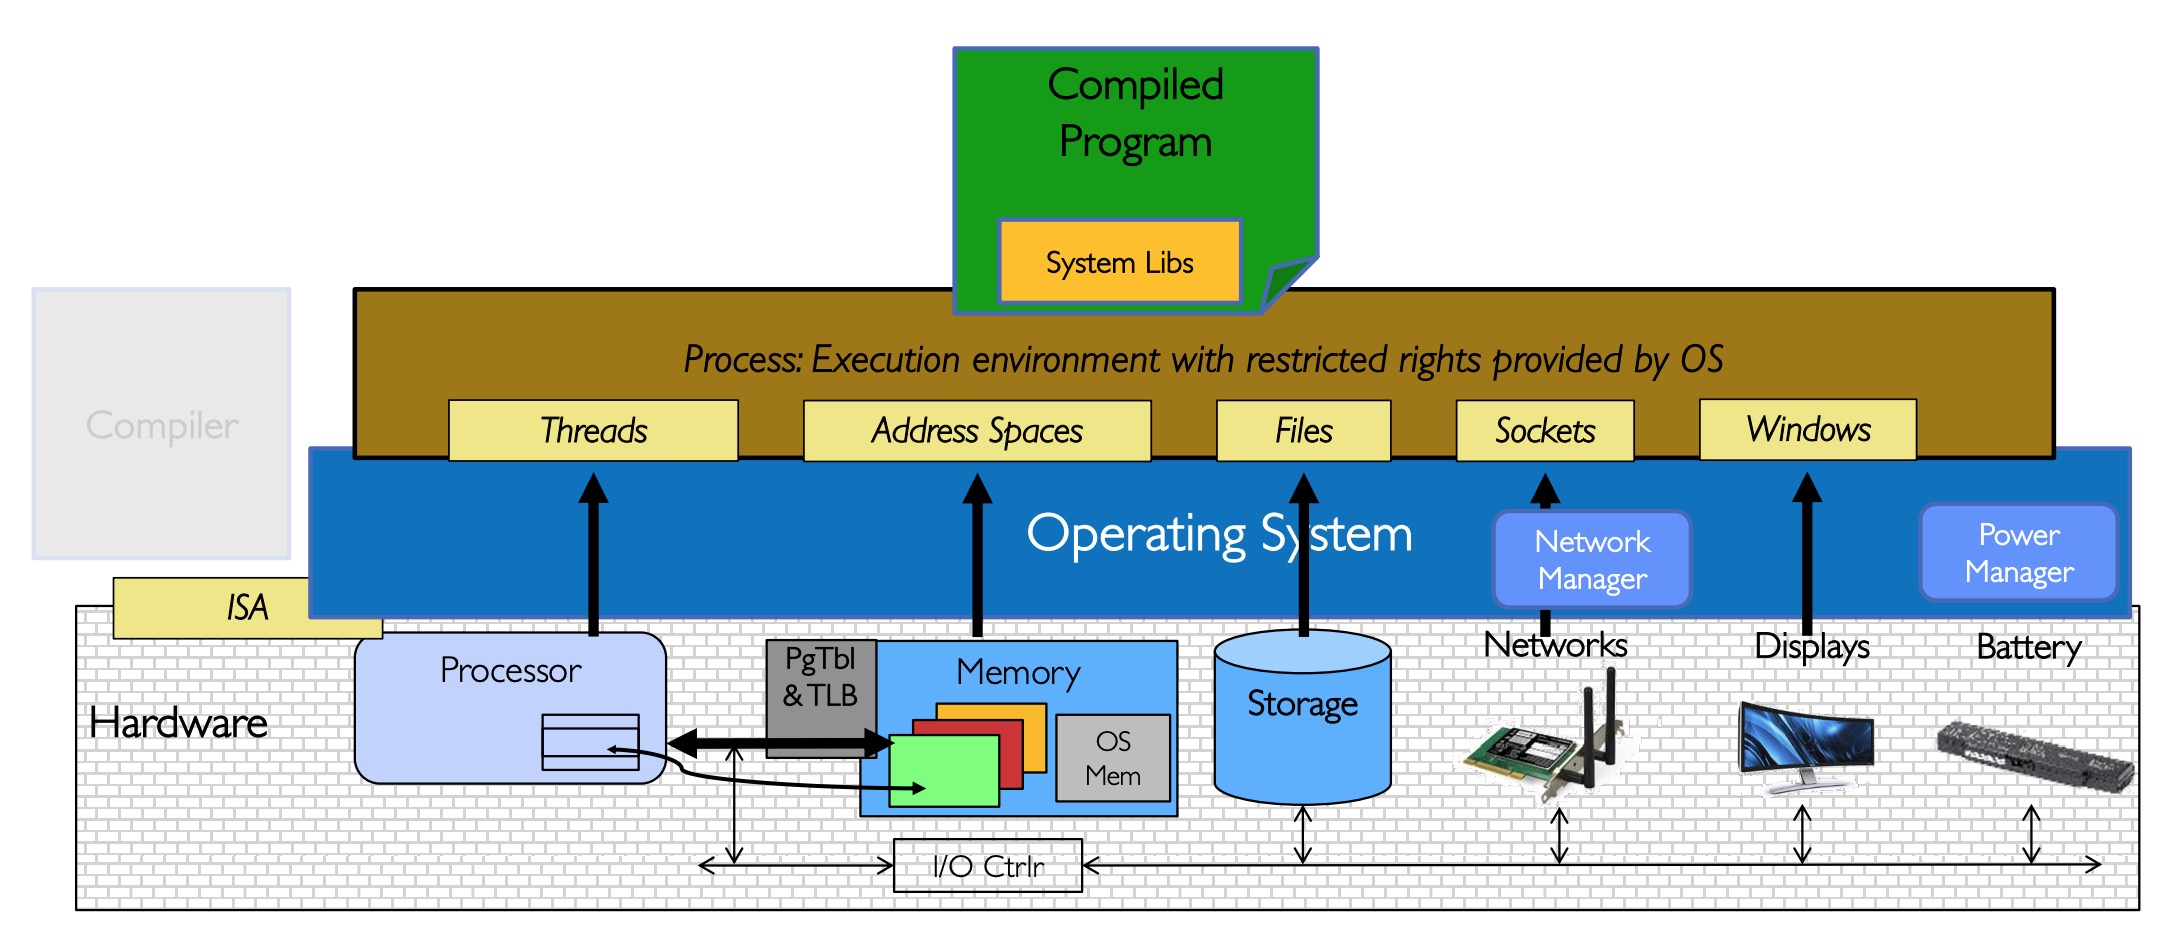 Compiled
Program
System Libs
Compiler
Process: Execution environment with restricted rights provided by OS
Threads
Address Spaces
Files
Sockets
Windows
Operating System
Network
Manager
Power
Manager
ISA
Hardware
Processor
PgTbl
& TLB
Memory
OS
Mem
Storage
Networks
Displays
Battery
I/O Ctrlr